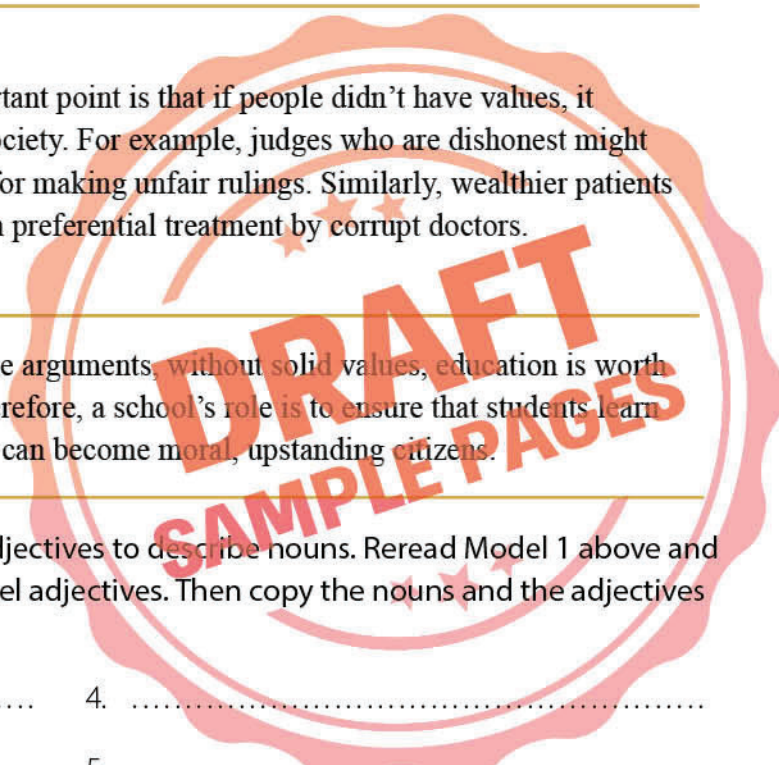 rtant point is that if people didn't have values, it
ociety. For example, judges who are dishonest might
for making unfair rulings. Similarly, wealthier patients
n preferential treatment by corrupt doctors.
e arguments, without solid values, education is worth
refore, a school's role is to ensure that students learn
can become moral, upstanding citizens.
DRAFT
SAMPLE PAGES
djectives to describe nouns. Reread Model 1 above and
el adjectives. Then copy the nouns and the adjectives
.... 4. ....................................................
5.